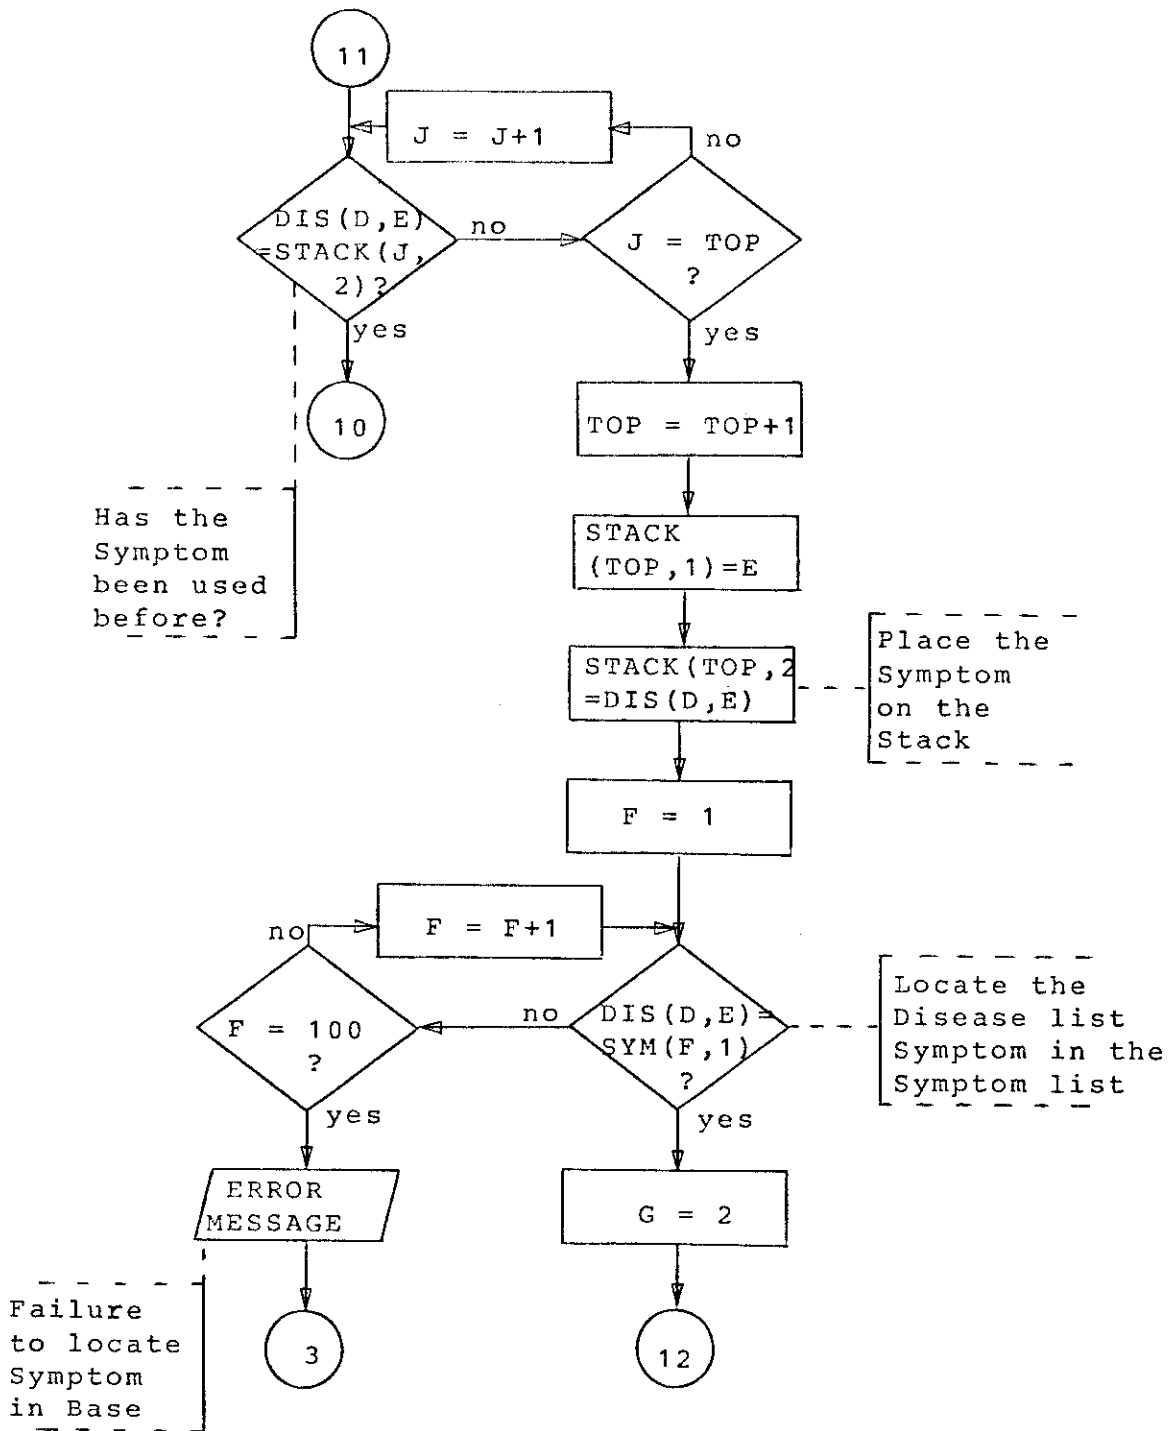 11
J = J+1
no
DIS(D,E)
=STACK(J,
2)?
no
J = TOP
?
yes
yes
10
TOP = TOP+1
Has the
Symptom
been used
before?
STACK
(TOP,1)=E
STACK(TOP,2
=DIS(D,E)
Place the
Symptom
on the
Stack
F = 1
no
F = F+1
F = 100
?
no
DIS(D,E)=
SYM(F,1)
?
Locate the
Disease list
Symptom in the
Symptom list
yes
yes
ERROR
MESSAGE
G = 2
Failure
to locate
Symptom
in Base
3
12